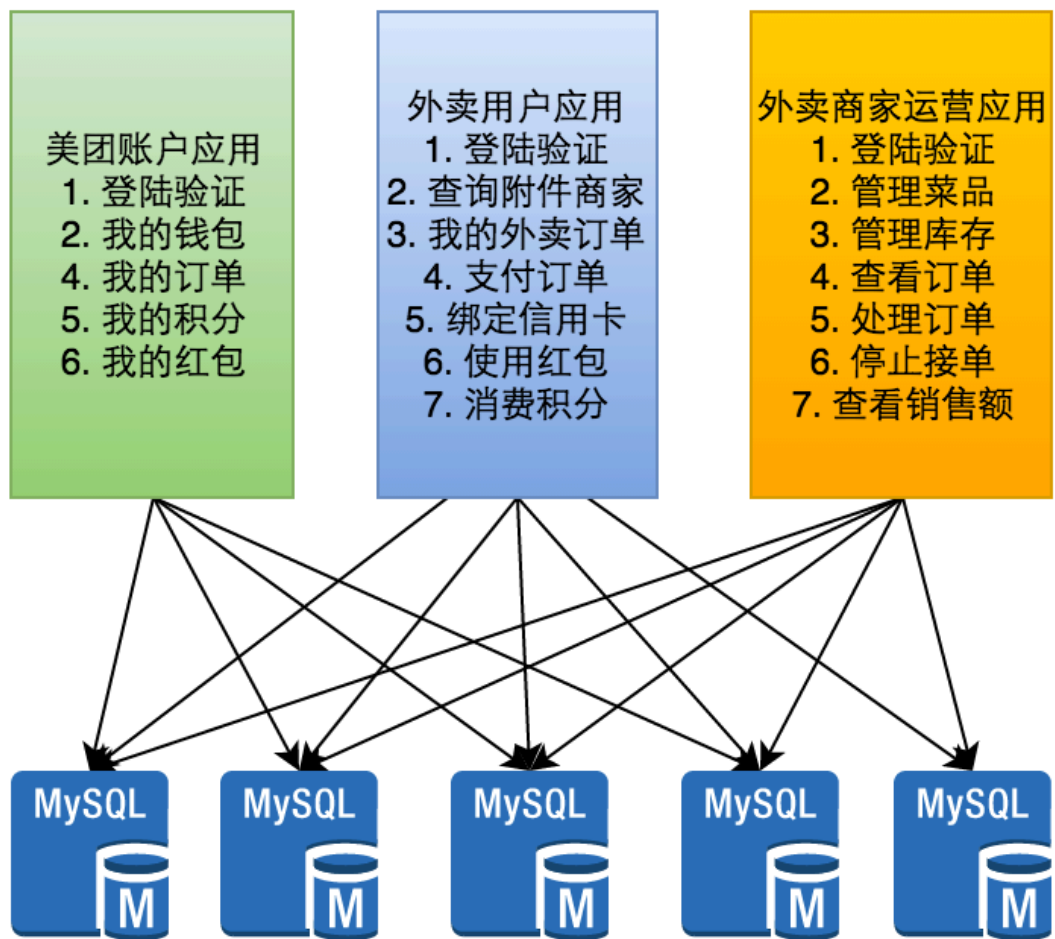 美团账户应用
1. 登陆验证
2. 我的钱包
4. 我的订单
5. 我的积分
6. 我的红包
外卖用户应用
1. 登陆验证
2. 查询附件商家
3. 我的外卖订单
4. 支付订单
5. 绑定信用卡
6. 使用红包
7. 消费积分
外卖商家运营应用
1. 登陆验证
2. 管理菜品
3. 管理库存
4. 查看订单
5. 处理订单
6. 停止接单
7. 查看销售额
MySQL
M
MySQL
M
MySQL
M
MySQL
M
MySQL
M